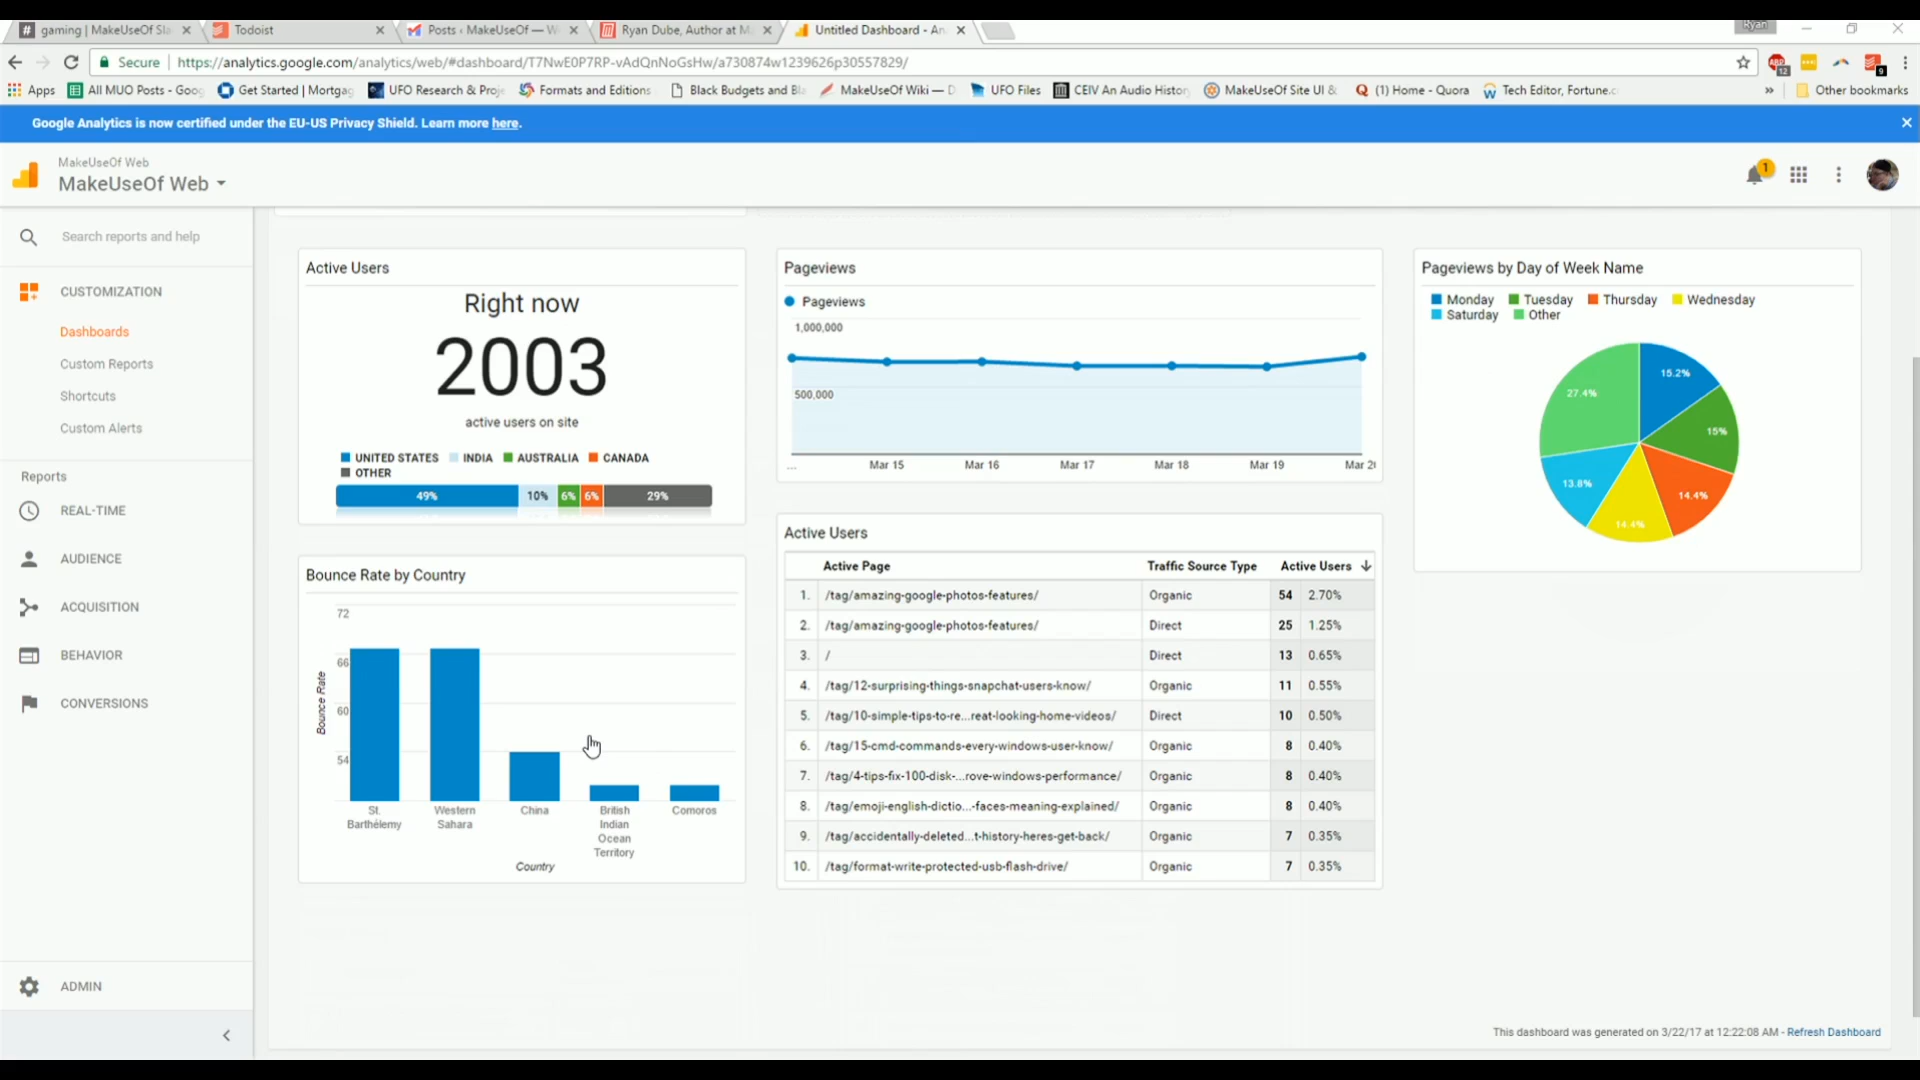 gaming | MakeUseOf Sla
Todoist
Posts ‹ MakeUseOf — W
Ryan Dube, Author at M
Untitled Dashboard - An
Ryan
Secure
https://analytics.google.com/analytics/web/#dashboard/T7NwE0P7RP-vAdQnNoGsHw/a730874w1239626p30557829/
12
9
Apps
All MUO Posts - Goog
Get Started | Mortgag
UFO Research & Proje
Formats and Editions
Black Budgets and Bla
MakeUseOf Wiki — D
UFO Files
CEIV An Audio History
MakeUseOf Site UI &
(1) Home - Quora
Tech Editor, Fortune.c
»
Other bookmarks
Google Analytics is now certified under the EU-US Privacy Shield. Learn more here.
MakeUseOf Web
MakeUseOf Web
1
Search reports and help
CUSTOMIZATION
Dashboards
Custom Reports
Shortcuts
Custom Alerts
Reports
REAL-TIME
AUDIENCE
ACQUISITION
BEHAVIOR
CONVERSIONS
ADMIN
Active Users
Right now
2003
active users on site
UNITED STATES INDIA AUSTRALIA CANADA
OTHER
49% 10% 6% 6% 29%
Bounce Rate by Country
72
66
60
54
Bounce Rate
St. Barthélemy
Western Sahara
China
British Indian Ocean Territory
Comoros
Country
Pageviews
Pageviews
1,000,000
500,000
... Mar 15 Mar 16 Mar 17 Mar 18 Mar 19 Mar 2
Active Users
Active Page Traffic Source Type Active Users
1. /tag/amazing-google-photos-features/ Organic 54 2.70%
2. /tag/amazing-google-photos-features/ Direct 25 1.25%
3. / Direct 13 0.65%
4. /tag/12-surprising-things-snapchat-users-know/ Organic 11 0.55%
5. /tag/10-simple-tips-to-re...reat-looking-home-videos/ Direct 10 0.50%
6. /tag/15-cmd-commands-every-windows-user-know/ Organic 8 0.40%
7. /tag/4-tips-fix-100-disk-...rove-windows-performance/ Organic 8 0.40%
8. /tag/emoji-english-dictio...-faces-meaning-explained/ Organic 8 0.40%
9. /tag/accidentally-deleted...t-history-heres-get-back/ Organic 7 0.35%
10. /tag/format-write-protected-usb-flash-drive/ Organic 7 0.35%
Pageviews by Day of Week Name
Monday Tuesday Thursday Wednesday
Saturday Other
15.2%
15%
14.4%
14.4%
13.8%
27.4%
This dashboard was generated on 3/22/17 at 12:22:08 AM - Refresh Dashboard